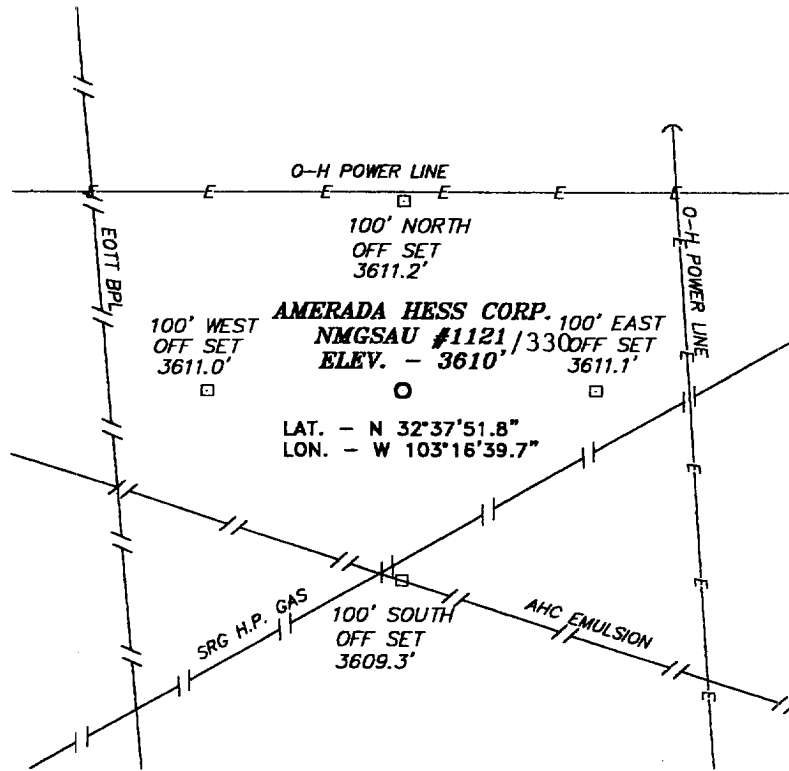 O-H POWER LINE
E E E E E E
100' NORTH
OFF SET
3611.2'
EOTT BPL
O-H POWER LINE
E E E E E
AMERADA HESS CORP.
NMGSAU #1121/330
ELEV. - 3610'
100' WEST
OFF SET
3611.0'
100' EAST
OFF SET
3611.1'
LAT. - N 32°37'51.8"
LON. - W 103°16'39.7"
SRG H.P. GAS
100' SOUTH
OFF SET
3609.3'
AHC EMULSION